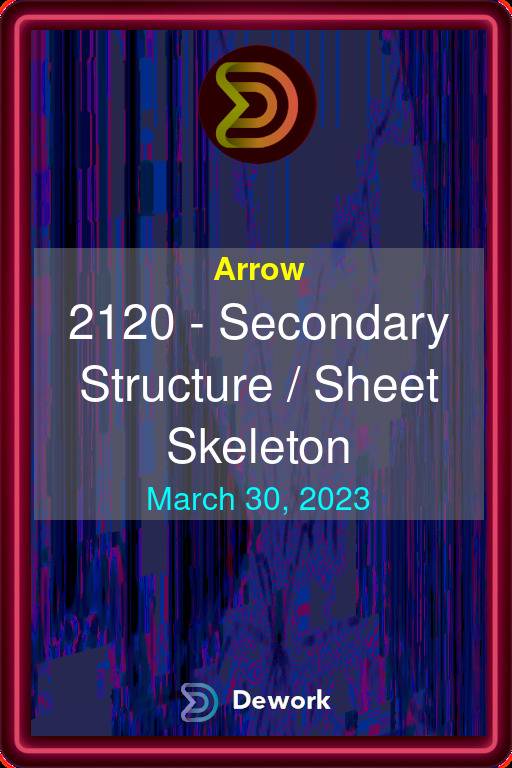 Arrow
2120 - Secondary
Structure / Sheet
Skeleton
March 30, 2023
Dework